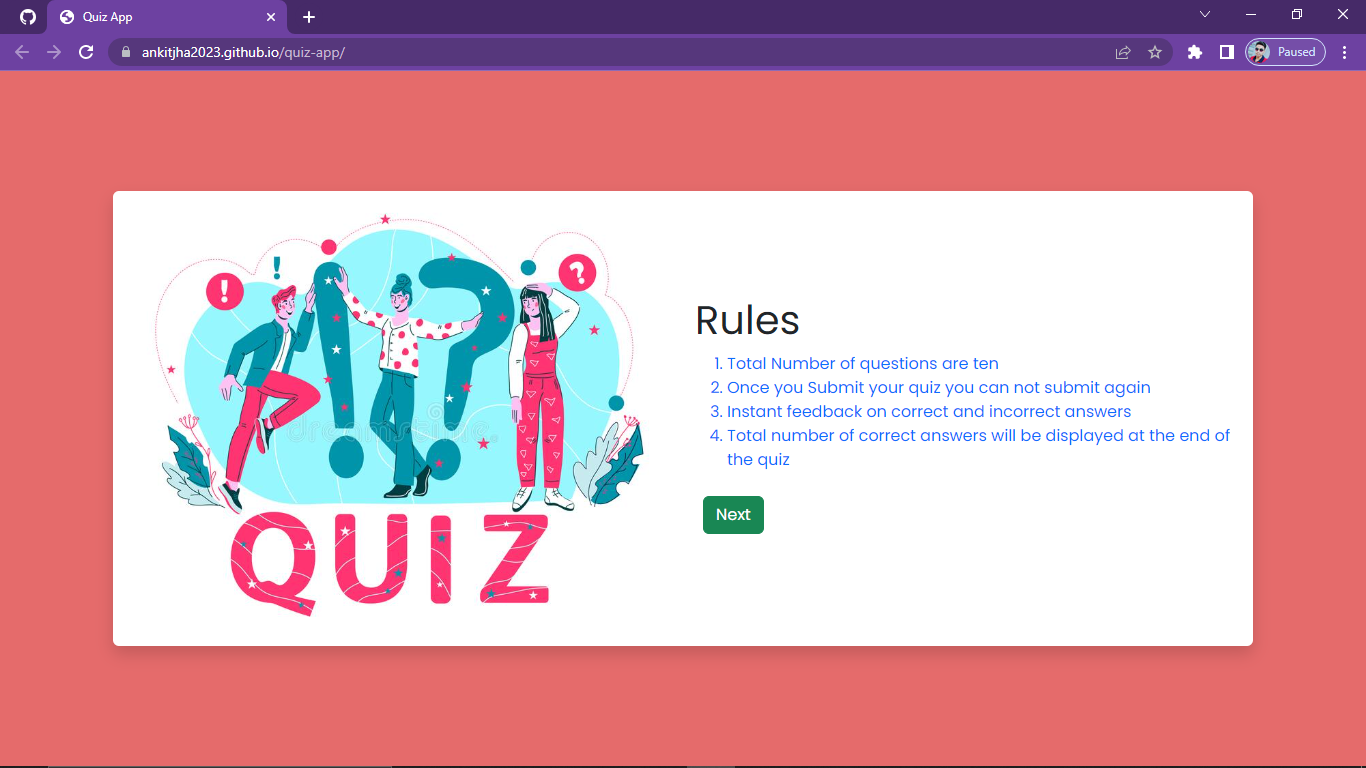 Quiz App
ankitjha2023.github.io/quiz-app/
Paused
!
!
?
!?
dreamstime.
QUIZ
Rules
1. Total Number of questions are ten
2. Once you Submit your quiz you can not submit again
3. Instant feedback on correct and incorrect answers
4. Total number of correct answers will be displayed at the end of
the quiz
Next